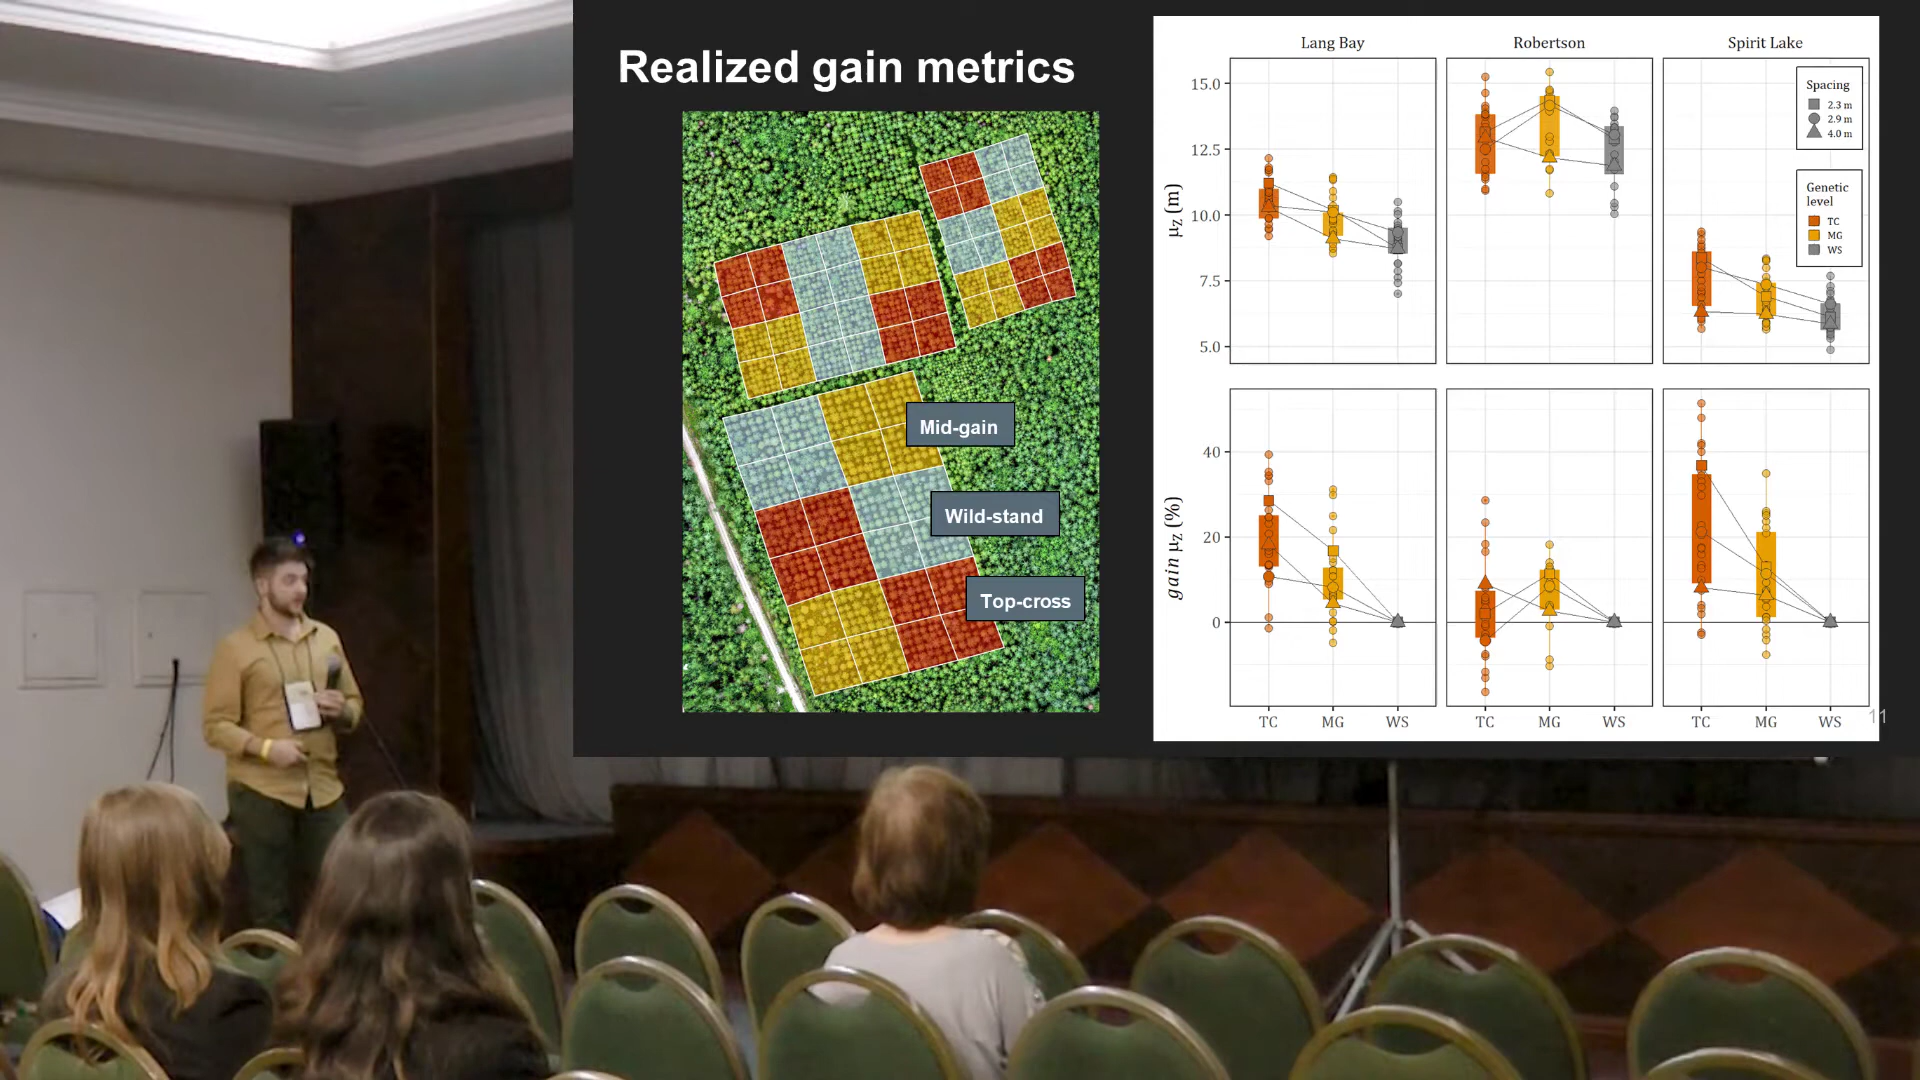 Realized gain metrics
Mid-gain
Wild-stand
Top-cross
Lang Bay
Robertson
Spirit Lake
μZ (m)
15.0
12.5
10.0
7.5
5.0
Spacing
2.3 m
2.9 m
4.0 m
Genetic
level
TC
MG
WS
gain μZ (%)
40
20
0
TC MG WS
TC MG WS
TC MG WS
11